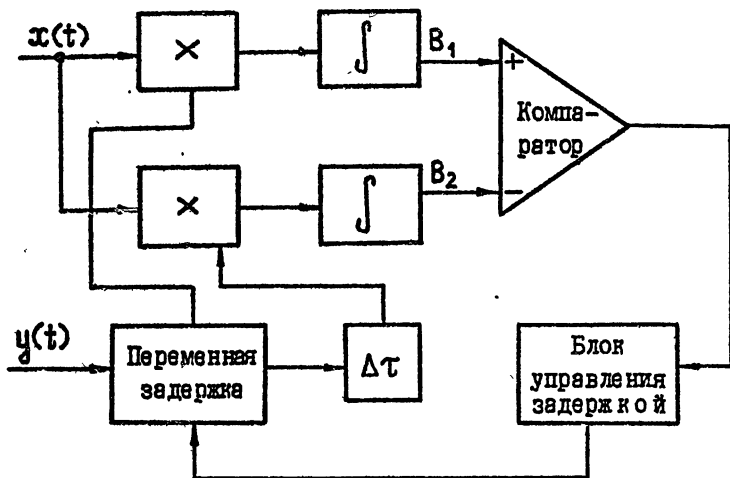 x(t)
×
∫
B₁
+
Компа-
ратор
×
∫
B₂
−
y(t)
Переменная
задержка
Δτ
Блок
управления
задержкой